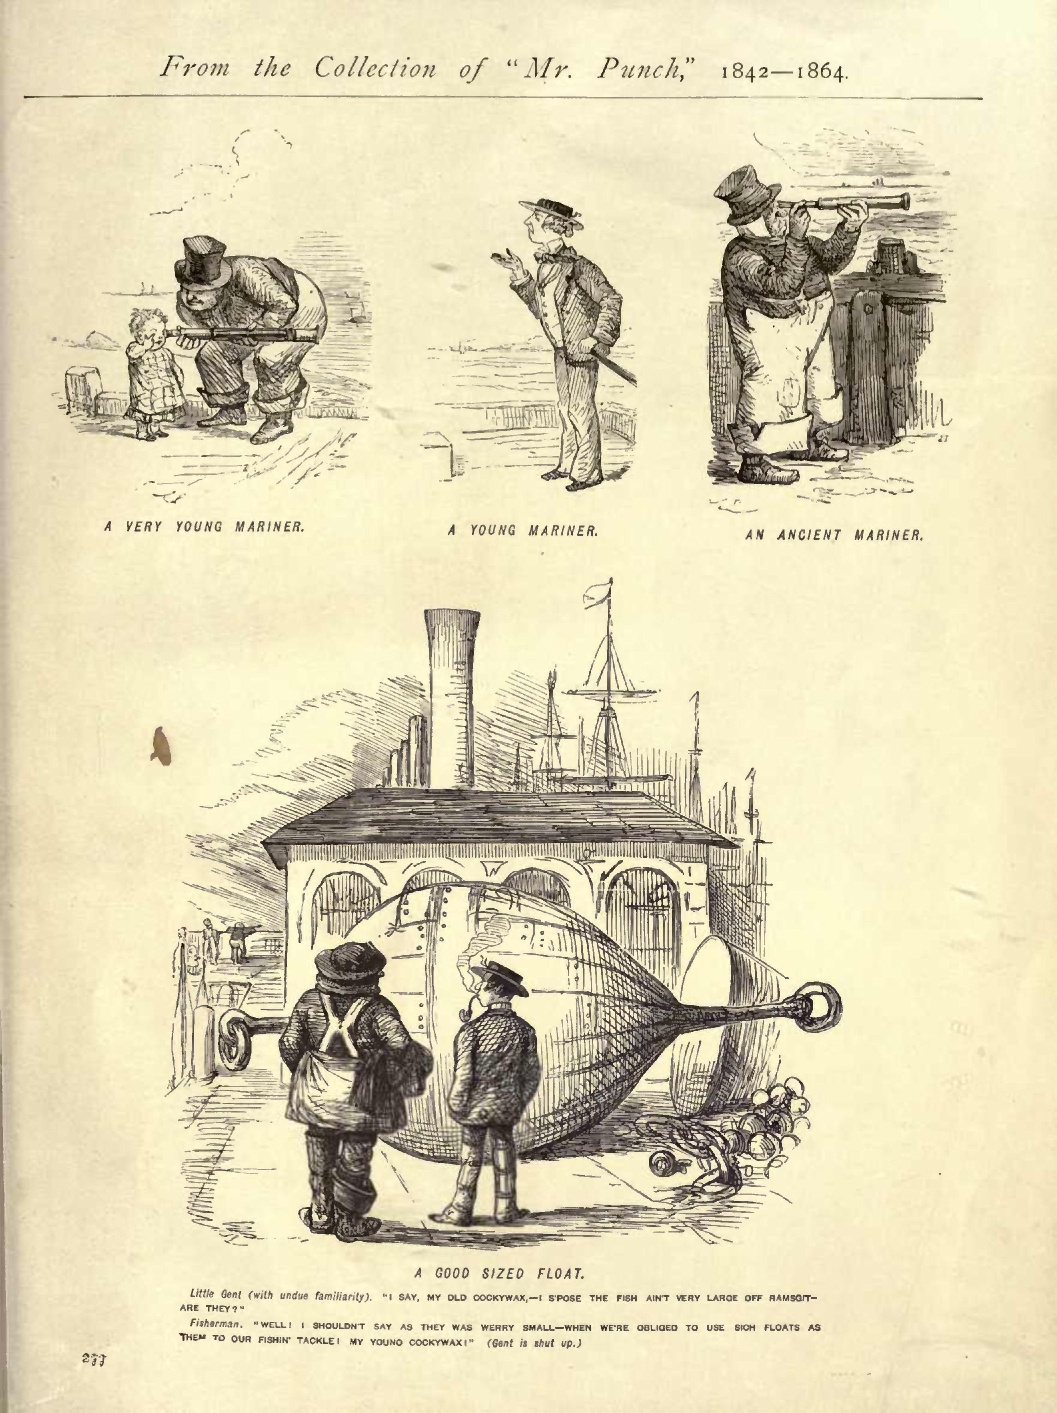 From the Collection of "Mr. Punch," 1842—1864.
A VERY YOUNG MARINER.
A YOUNG MARINER.
AN ANCIENT MARINER.
A GOOD SIZED FLOAT.
Little Gent (with undue familiarity). "I SAY, MY OLD COCKYWAX,—I S'POSE THE FISH AIN'T VERY LARGE OFF RAMSGIT—
ARE THEY?"
Fisherman. "WELL! I SHOULDN'T SAY AS THEY WAS WERRY SMALL—WHEN WE'RE OBLIGED TO USE SICH FLOATS AS
THEM TO OUR FISHIN' TACKLE! MY YOUNG COCKYWAX!" (Gent is shut up.)